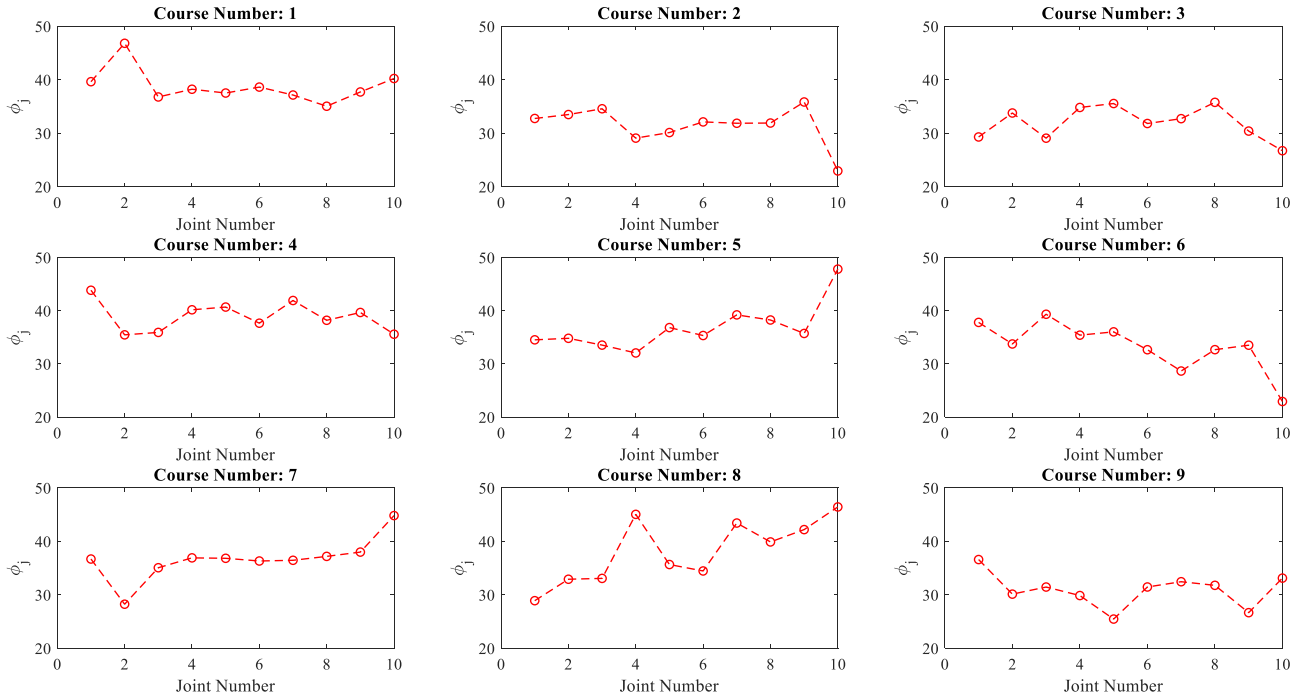 Course Number: 1
50
40
30
20
ϕj
0 2 4 6 8 10
Joint Number
Course Number: 2
50
40
30
20
ϕj
0 2 4 6 8 10
Joint Number
Course Number: 3
50
40
30
20
ϕj
0 2 4 6 8 10
Joint Number
Course Number: 4
50
40
30
20
ϕj
0 2 4 6 8 10
Joint Number
Course Number: 5
50
40
30
20
ϕj
0 2 4 6 8 10
Joint Number
Course Number: 6
50
40
30
20
ϕj
0 2 4 6 8 10
Joint Number
Course Number: 7
50
40
30
20
ϕj
0 2 4 6 8 10
Joint Number
Course Number: 8
50
40
30
20
ϕj
0 2 4 6 8 10
Joint Number
Course Number: 9
50
40
30
20
ϕj
0 2 4 6 8 10
Joint Number